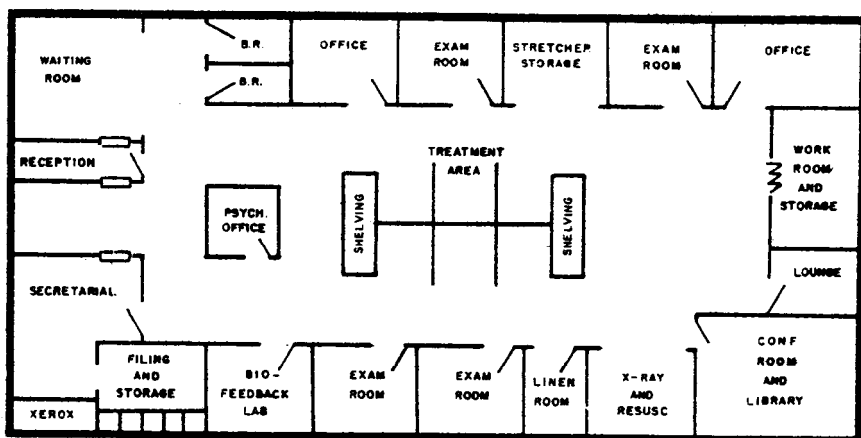 B.R.
OFFICE
EXAM
ROOM
STRETCHER
STORAGE
EXAM
ROOM
OFFICE
WAITING
ROOM
B.R.
RECEPTION
TREATMENT
AREA
WORK
ROOM
AND
STORAGE
PSYCH.
OFFICE
SHELVING
SHELVING
LOUNGE
SECRETARIAL
FILING
AND
STORAGE
BIO-
FEEDBACK
LAB
EXAM
ROOM
EXAM
ROOM
LINEN
ROOM
X-RAY
AND
RESUSC
CONF
ROOM
AND
LIBRARY
XEROX